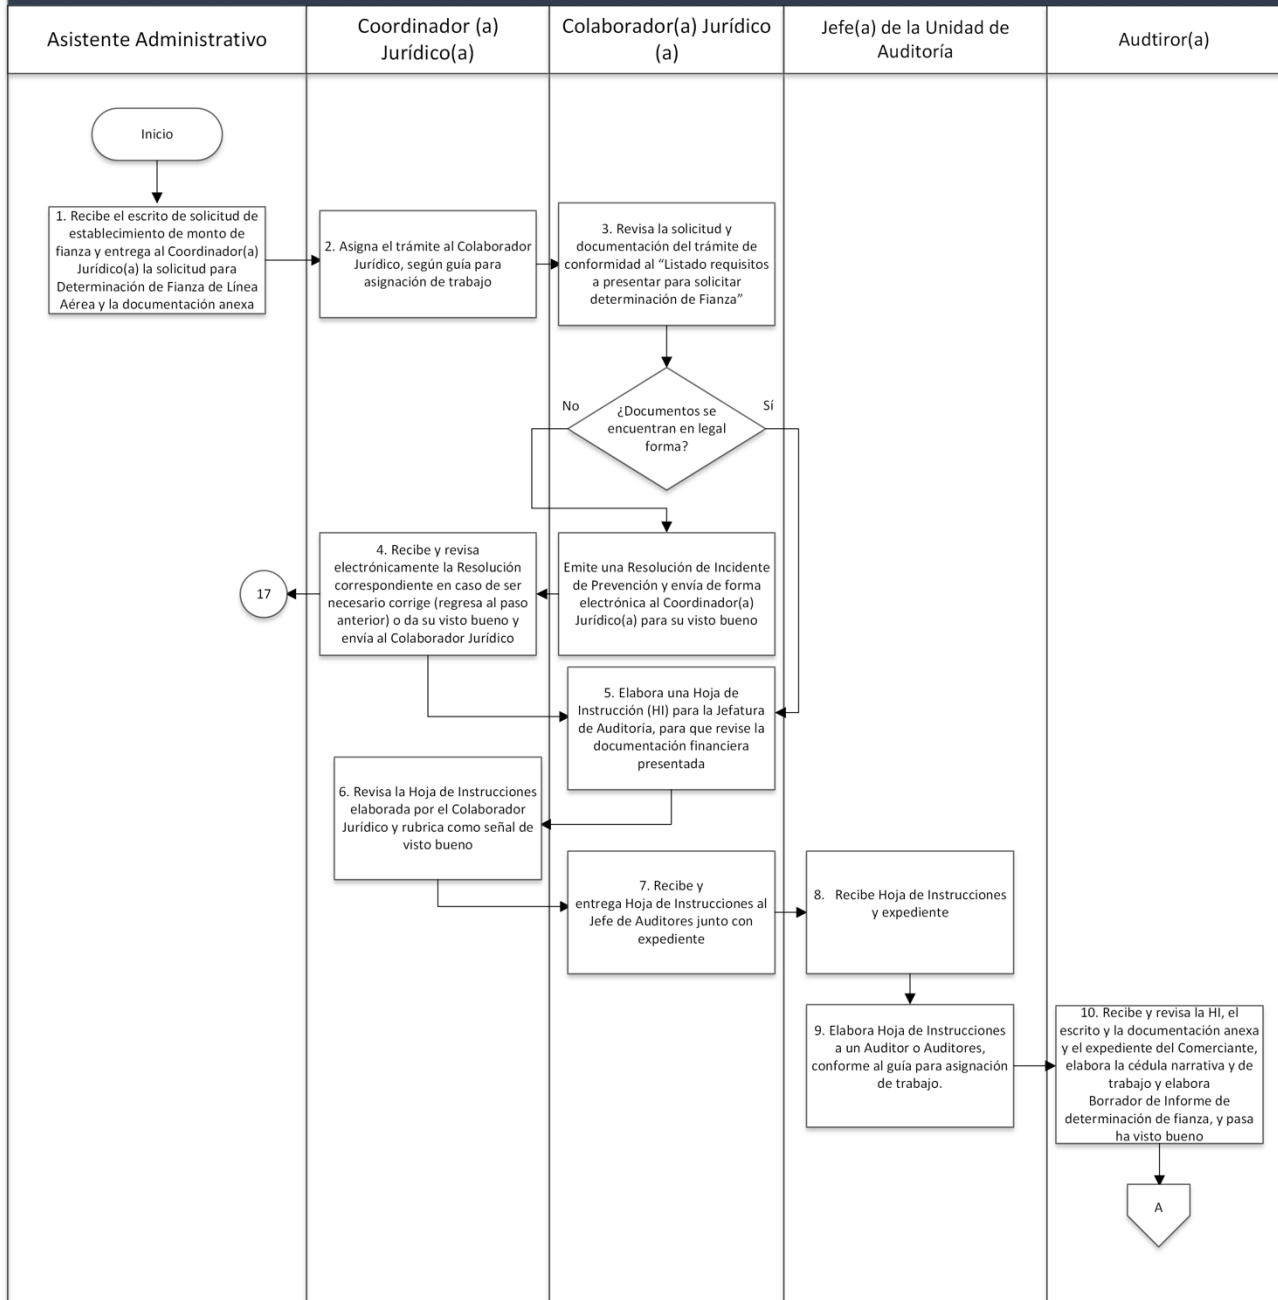 Asistente Administrativo
Coordinador (a)
Jurídico(a)
Colaborador(a) Jurídico
(a)
Jefe(a) de la Unidad de
Auditoría
Audtiror(a)
Inicio
1. Recibe el escrito de solicitud de
establecimiento de monto de
fianza y entrega al Coordinador(a)
Jurídico(a) la solicitud para
Determinación de Fianza de Línea
Aérea y la documentación anexa
2. Asigna el trámite al Colaborador
Jurídico, según guía para
asignación de trabajo
3. Revisa la solicitud y
documentación del trámite de
conformidad al “Listado requisitos
a presentar para solicitar
determinación de Fianza”
No
¿Documentos se
encuentran en legal
forma?
Sí
Emite una Resolución de Incidente
de Prevención y envía de forma
electrónica al Coordinador(a)
Jurídico(a) para su visto bueno
4. Recibe y revisa
electrónicamente la Resolución
correspondiente en caso de ser
necesario corrige (regresa al paso
anterior) o da su visto bueno y
envía al Colaborador Jurídico
17
5. Elabora una Hoja de
Instrucción (HI) para la Jefatura
de Auditoría, para que revise la
documentación financiera
presentada
6. Revisa la Hoja de Instrucciones
elaborada por el Colaborador
Jurídico y rubrica como señal de
visto bueno
7. Recibe y
entrega Hoja de Instrucciones al
Jefe de Auditores junto con
expediente
8. Recibe Hoja de Instrucciones
y expediente
9. Elabora Hoja de Instrucciones
a un Auditor o Auditores,
conforme al guía para asignación
de trabajo.
10. Recibe y revisa la HI, el
escrito y la documentación anexa
y el expediente del Comerciante,
elabora la cédula narrativa y de
trabajo y elabora
Borrador de Informe de
determinación de fianza, y pasa
ha visto bueno
A